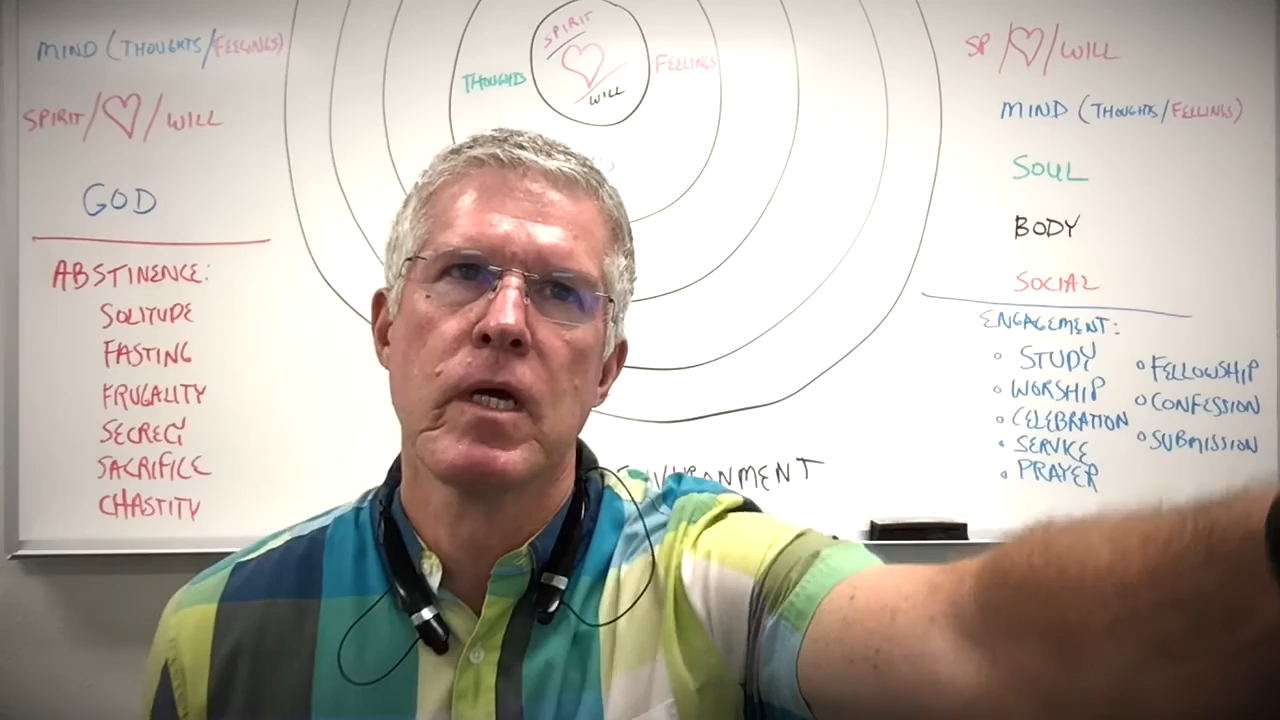 MIND (THOUGHTS/FEELINGS)
SPIRIT/♡/WILL
GOD
ABSTINENCE:
SOLITUDE
FASTING
FRUGALITY
SECRECY
SACRIFICE
CHASTITY
SPIRIT
♡
WILL
THOUGHTS
FEELINGS
ENVIRONMENT
SP/♡/WILL
MIND (THOUGHTS/FEELINGS)
SOUL
BODY
SOCIAL
ENGAGEMENT:
• STUDY
• WORSHIP
• CELEBRATION
• SERVICE
• PRAYER
• FELLOWSHIP
• CONFESSION
• SUBMISSION